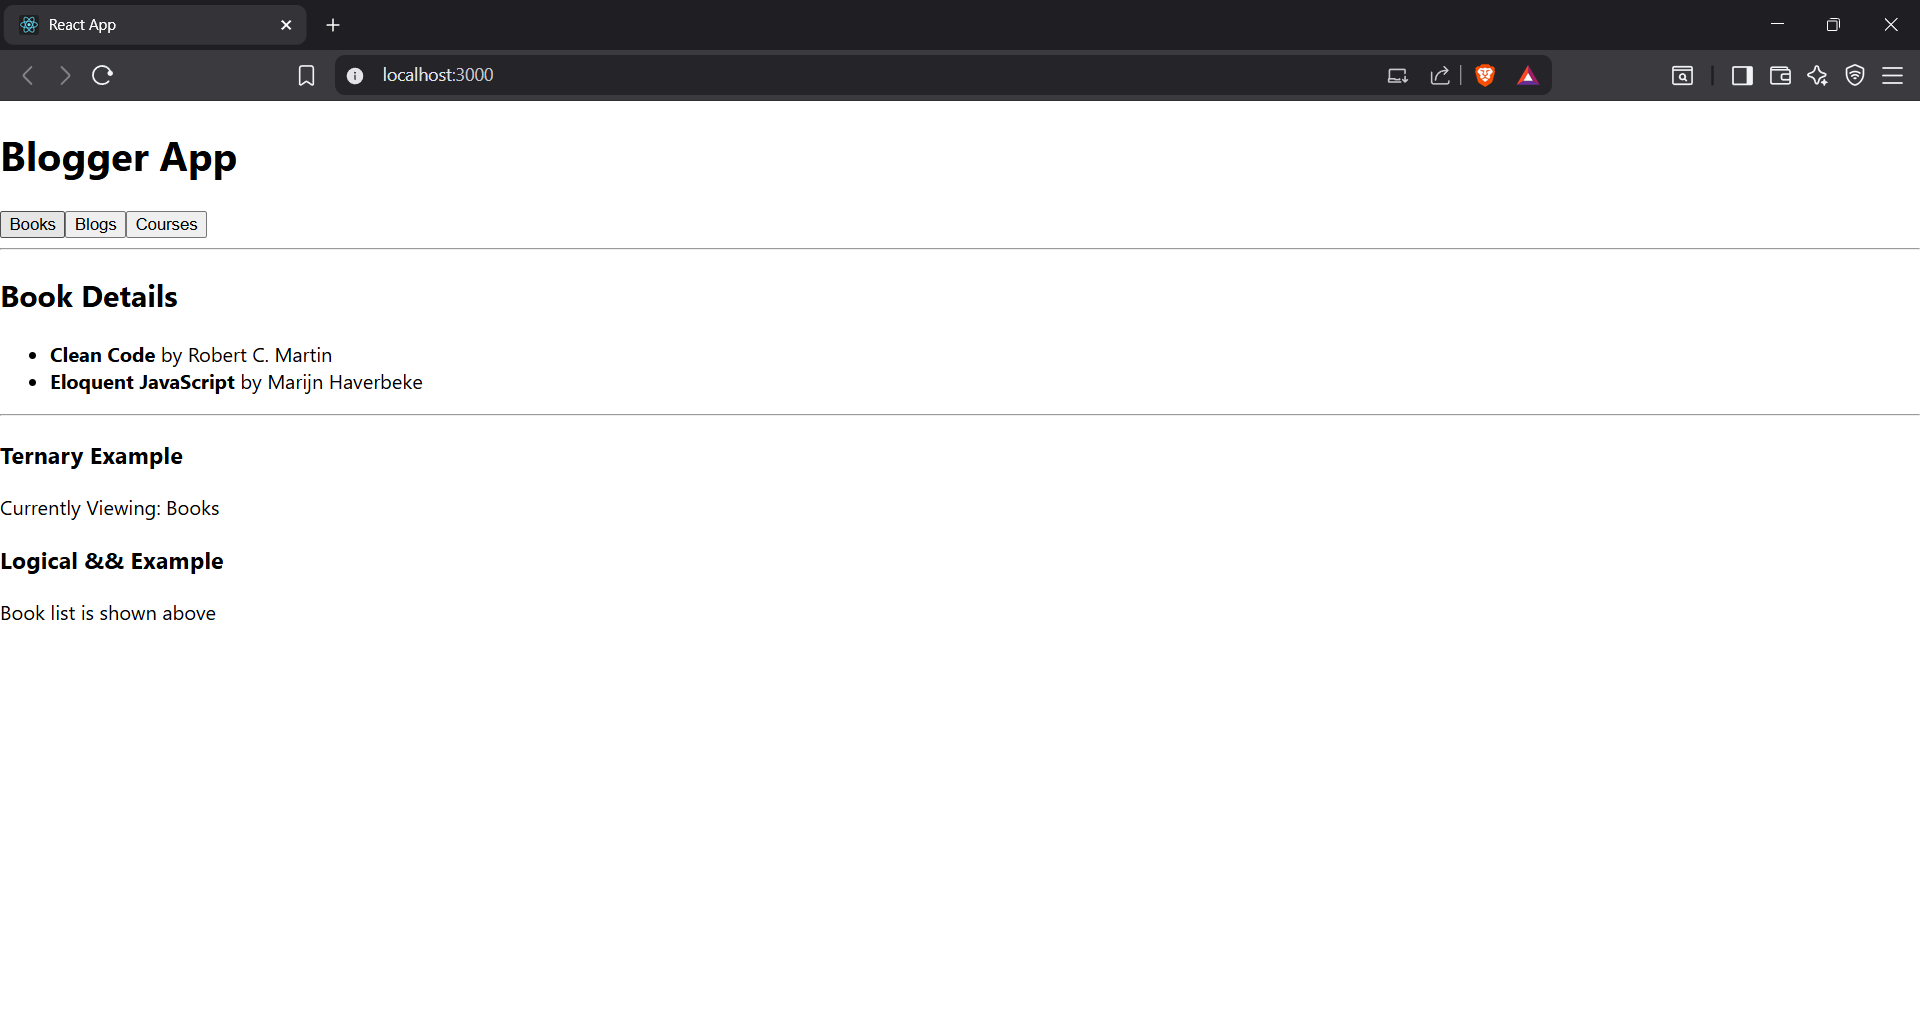 React App
localhost:3000
Blogger App
Books Blogs Courses
Book Details
Clean Code by Robert C. Martin
Eloquent JavaScript by Marijn Haverbeke
Ternary Example
Currently Viewing: Books
Logical && Example
Book list is shown above